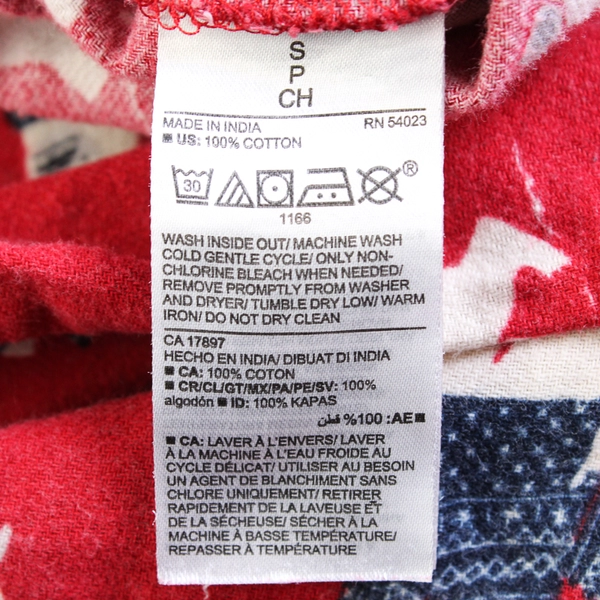 S
P
CH
MADE IN INDIA RN 54023
■ US: 100% COTTON
30 ®
1166
WASH INSIDE OUT/ MACHINE WASH
COLD GENTLE CYCLE/ ONLY NON-
CHLORINE BLEACH WHEN NEEDED/
REMOVE PROMPTLY FROM WASHER
AND DRYER/ TUMBLE DRY LOW/ WARM
IRON/ DO NOT DRY CLEAN
CA 17897
HECHO EN INDIA/ DIBUAT DI INDIA
■ CA: 100% COTON
■ CR/CL/GT/MX/PA/PE/SV: 100%
algodón ■ ID: 100% KAPAS
■ AE: 100% قطن
■ CA: LAVER À L'ENVERS/ LAVER
À LA MACHINE À L'EAU FROIDE AU
CYCLE DÉLICAT/ UTILISER AU BESOIN
UN AGENT DE BLANCHIMENT SANS
CHLORE UNIQUEMENT/ RETIRER
RAPIDEMENT DE LA LAVEUSE ET
DE LA SÉCHEUSE/ SÉCHER À LA
MACHINE À BASSE TEMPÉRATURE/
REPASSER À TEMPÉRATURE